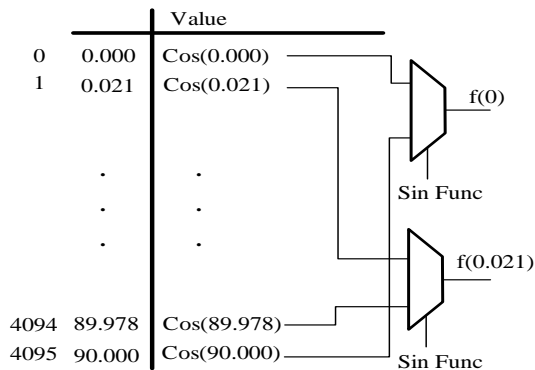 Value
0 0.000 Cos(0.000)
1 0.021 Cos(0.021)
f(0)
Sin Func
f(0.021)
4094 89.978 Cos(89.978)
4095 90.000 Cos(90.000)
Sin Func